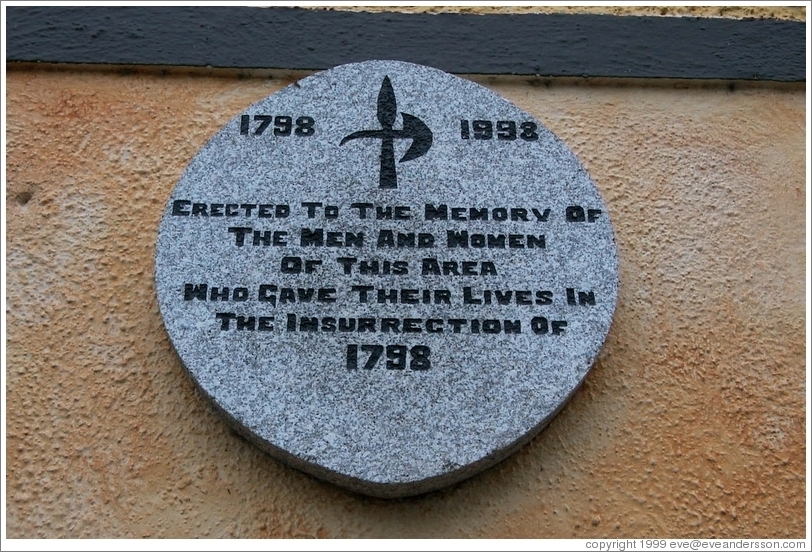 1798 1998
Erected To The Memory Of
The Men And Women
Of This Area
Who Gave Their Lives In
The Insurrection Of
1798
copyright 1999 eve@eveandersson.com